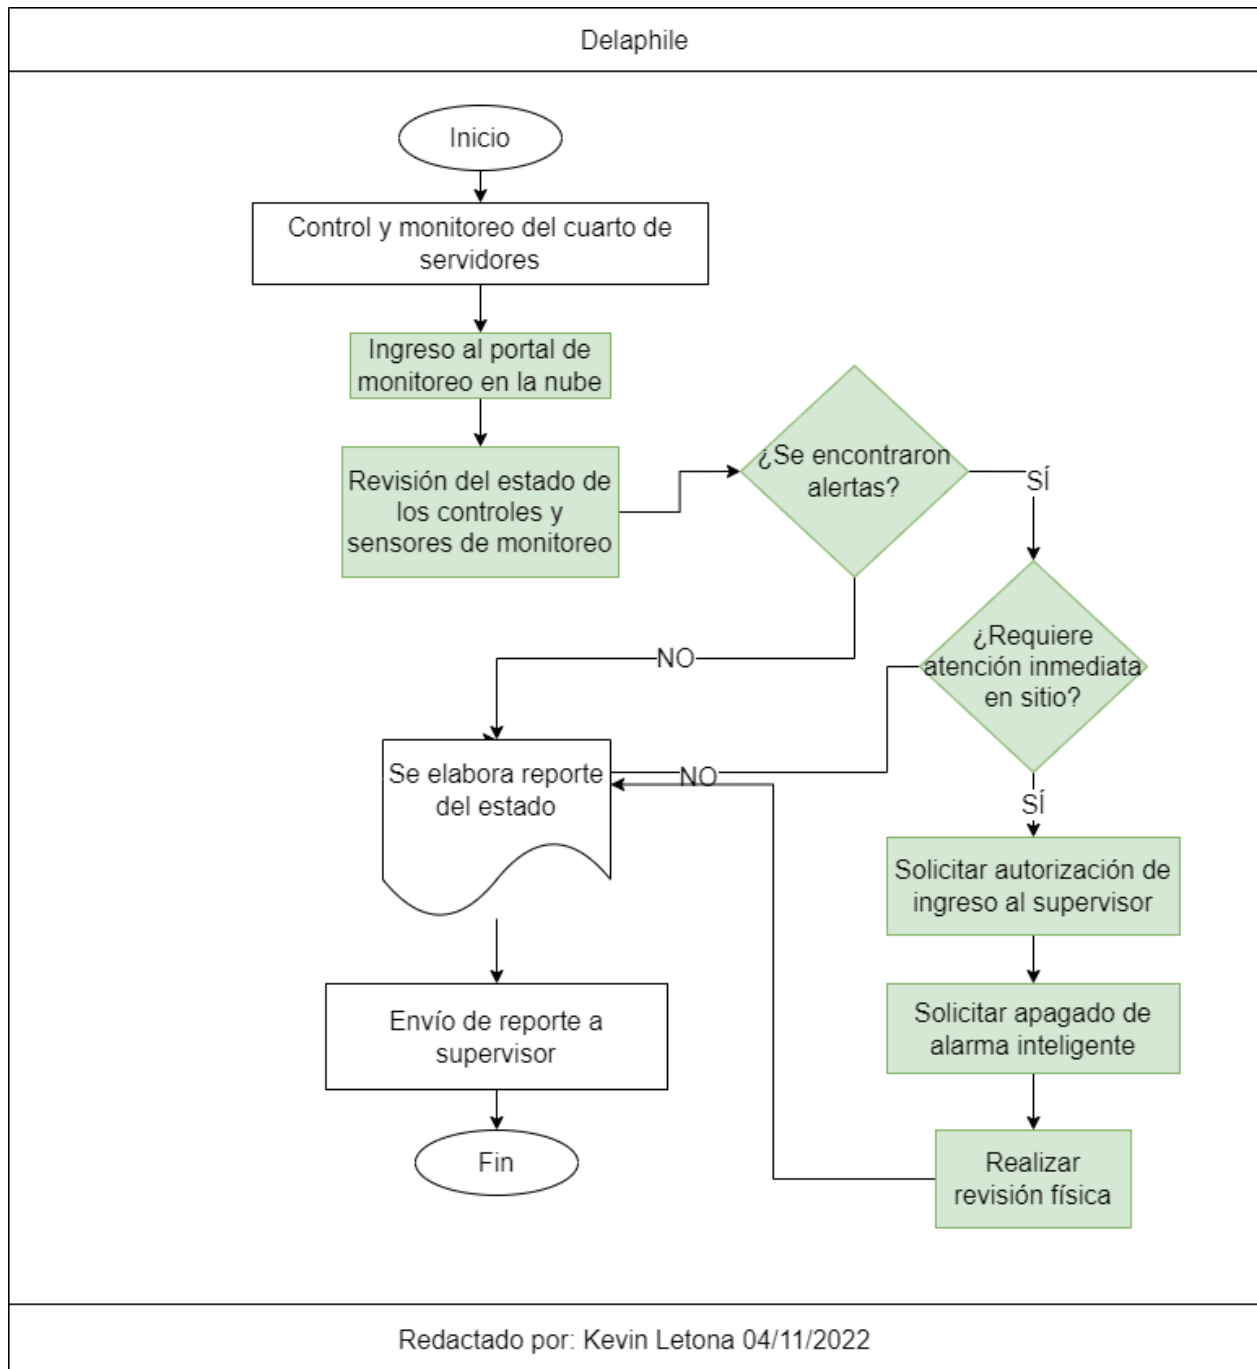 Delaphile
Inicio
Control y monitoreo del cuarto de
servidores
Ingreso al portal de
monitoreo en la nube
Revisión del estado de
los controles y
sensores de monitoreo
¿Se encontraron
alertas?
SÍ
¿Requiere
atención inmediata
en sitio?
NO
Se elabora reporte
del estado
NO
SÍ
Solicitar autorización de
ingreso al supervisor
Solicitar apagado de
alarma inteligente
Envío de reporte a
supervisor
Realizar
revisión física
Fin
Redactado por: Kevin Letona 04/11/2022